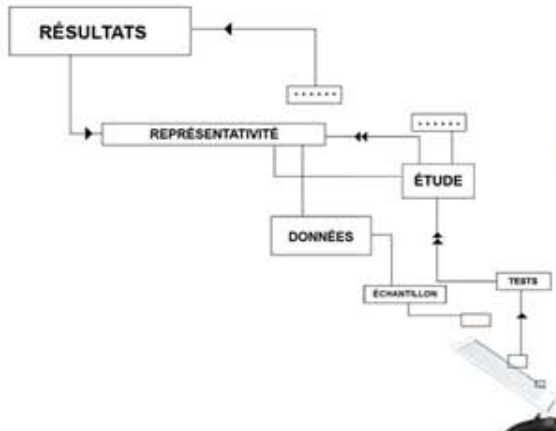 RÉSULTATS
REPRÉSENTATIVITÉ
ÉTUDE
DONNÉES
TESTS
ÉCHANTILLON